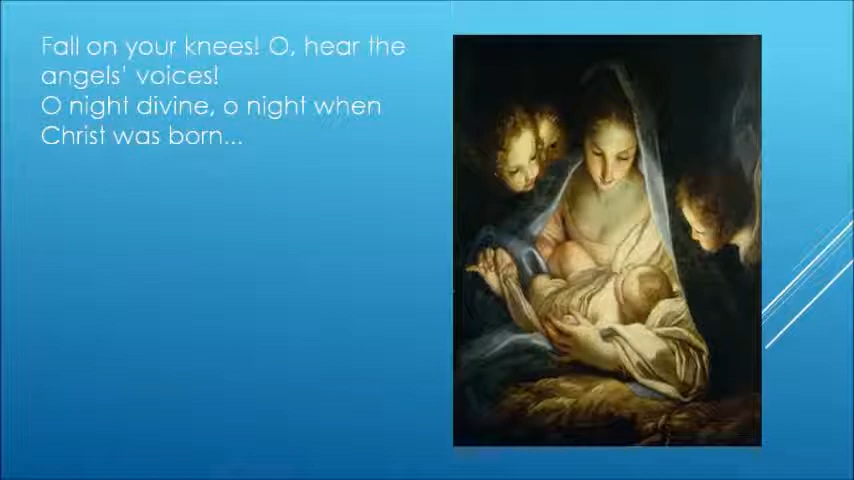 Fall on your knees! O, hear the
angels' voices!
O night divine, o night when
Christ was born...